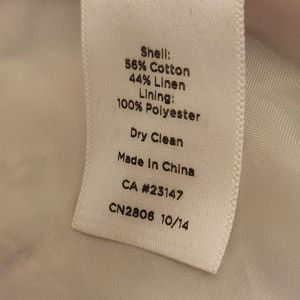 Shell:
56% Cotton
44% Linen
Lining:
100% Polyester
Dry Clean
Made In China
CA #23147
CN2806 10/14